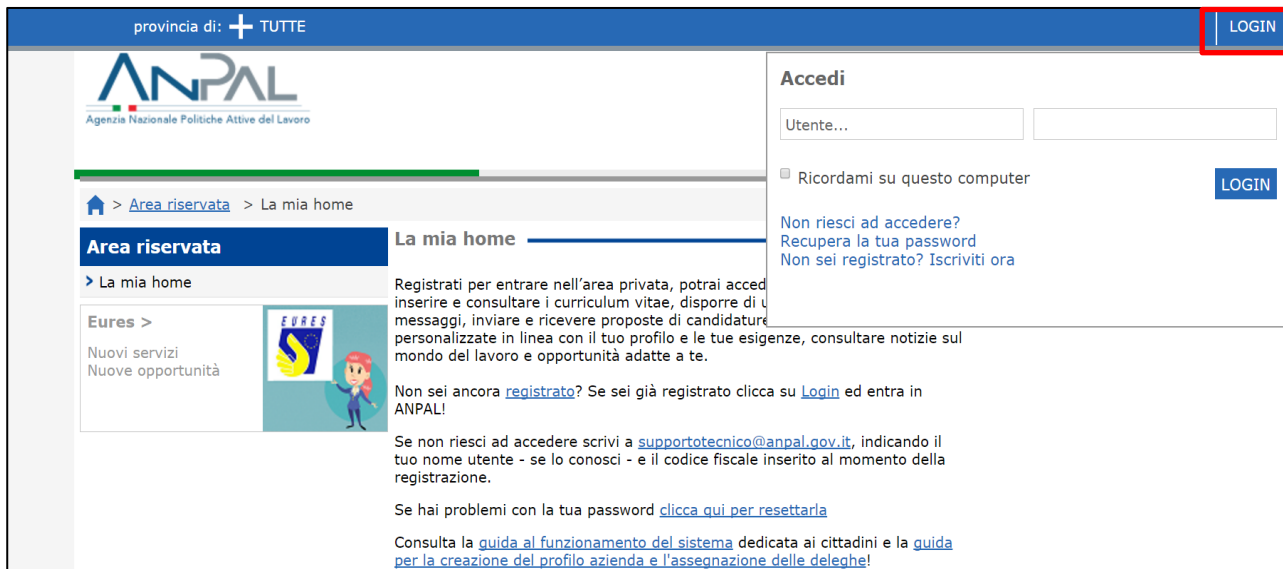 provincia di: TUTTE
LOGIN
ANPAL
Agenzia Nazionale Politiche Attive del Lavoro
Accedi
Utente...
Ricordami su questo computer
LOGIN
Non riesci ad accedere?
Recupera la tua password
Non sei registrato? Iscriviti ora
> Area riservata > La mia home
Area riservata
La mia home
Eures >
Nuovi servizi
Nuove opportunità
EURES
La mia home
Registrati per entrare nell'area privata, potrai
inserire e consultare i curriculum vitae, disporre di
messaggi, inviare e ricevere proposte di candidature
personalizzate in linea con il tuo profilo e le tue esigenze, consultare notizie sul
mondo del lavoro e opportunità adatte a te.
Non sei ancora registrato? Se sei già registrato clicca su Login ed entra in
ANPAL!
Se non riesci ad accedere scrivi a supportotecnico@anpal.gov.it, indicando il
tuo nome utente - se lo conosci - e il codice fiscale inserito al momento della
registrazione.
Se hai problemi con la tua password clicca qui per resettarla
Consulta la guida al funzionamento del sistema dedicata ai cittadini e la guida
per la creazione del profilo azienda e l'assegnazione delle deleghe!